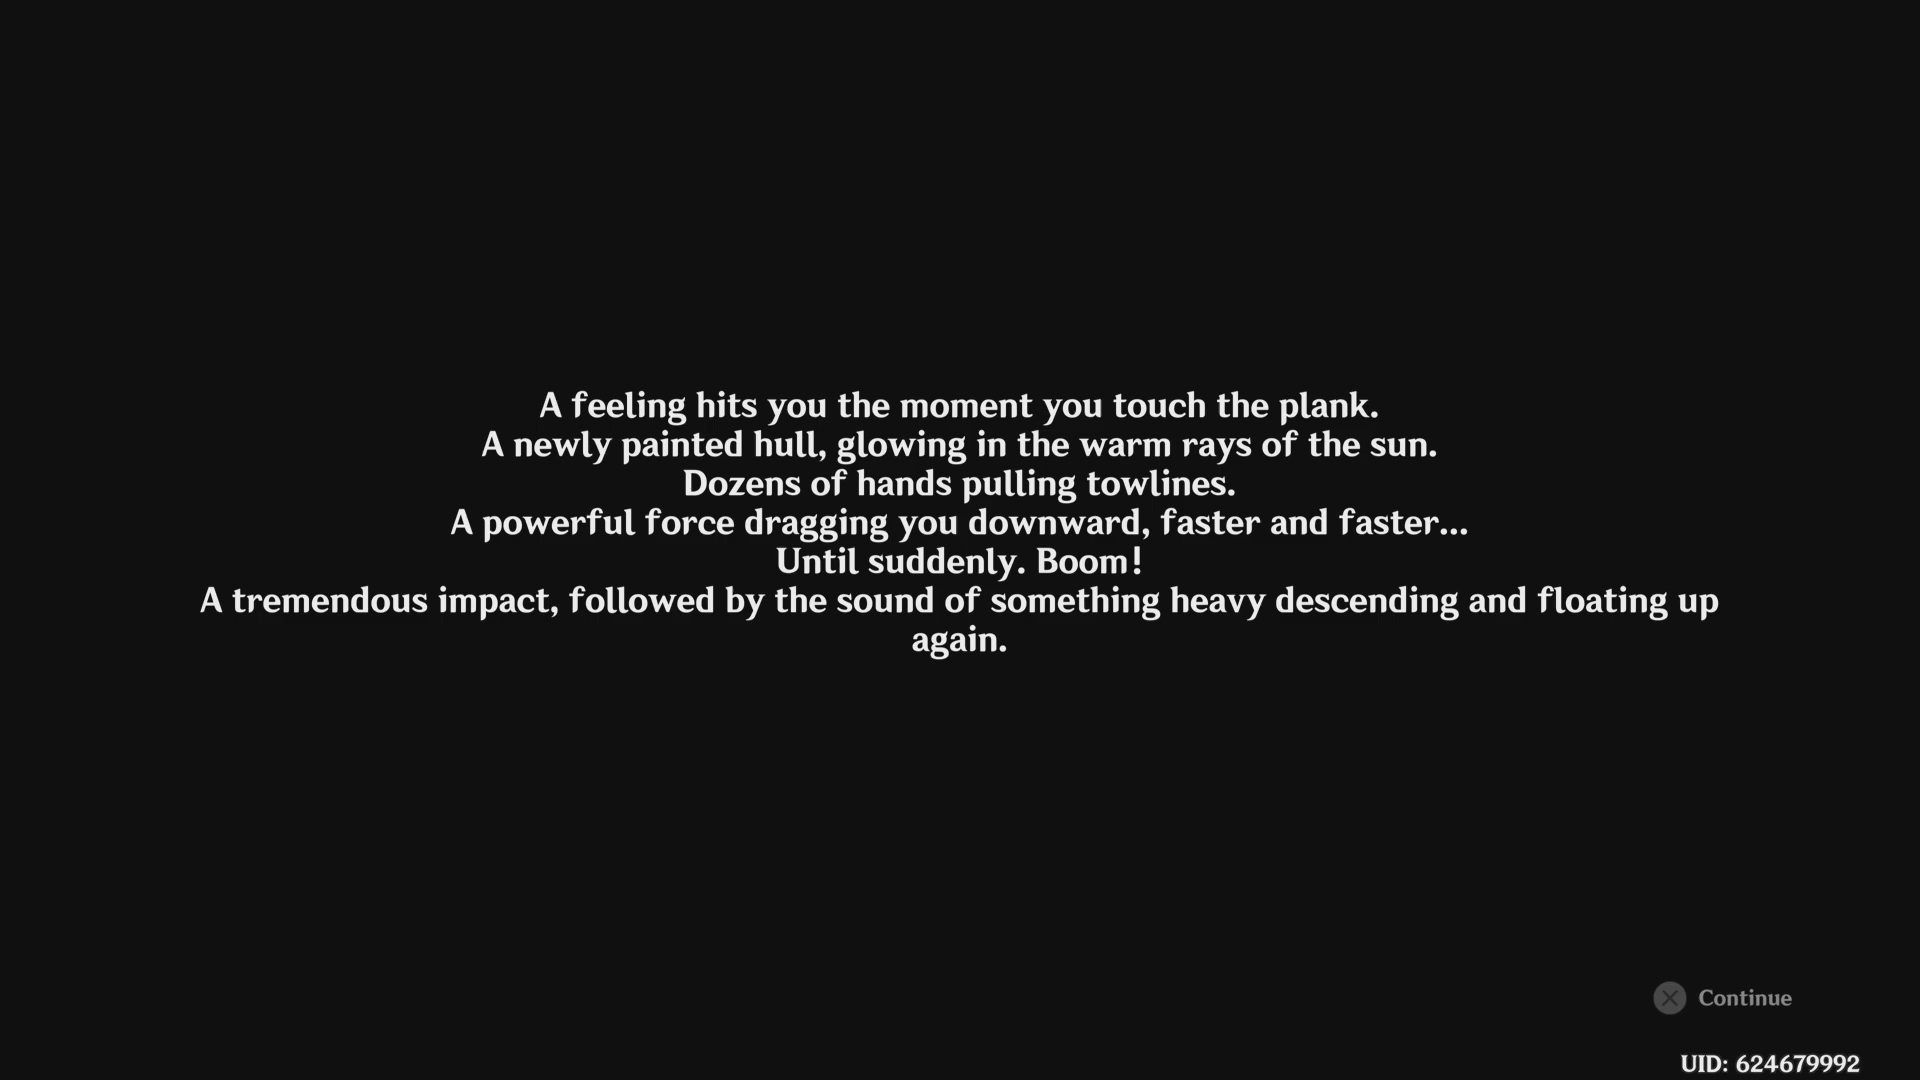 A feeling hits you the moment you touch the plank.
A newly painted hull, glowing in the warm rays of the sun.
Dozens of hands pulling towlines.
A powerful force dragging you downward, faster and faster...
Until suddenly. Boom!
A tremendous impact, followed by the sound of something heavy descending and floating up
again.
Continue
UID: 624679992